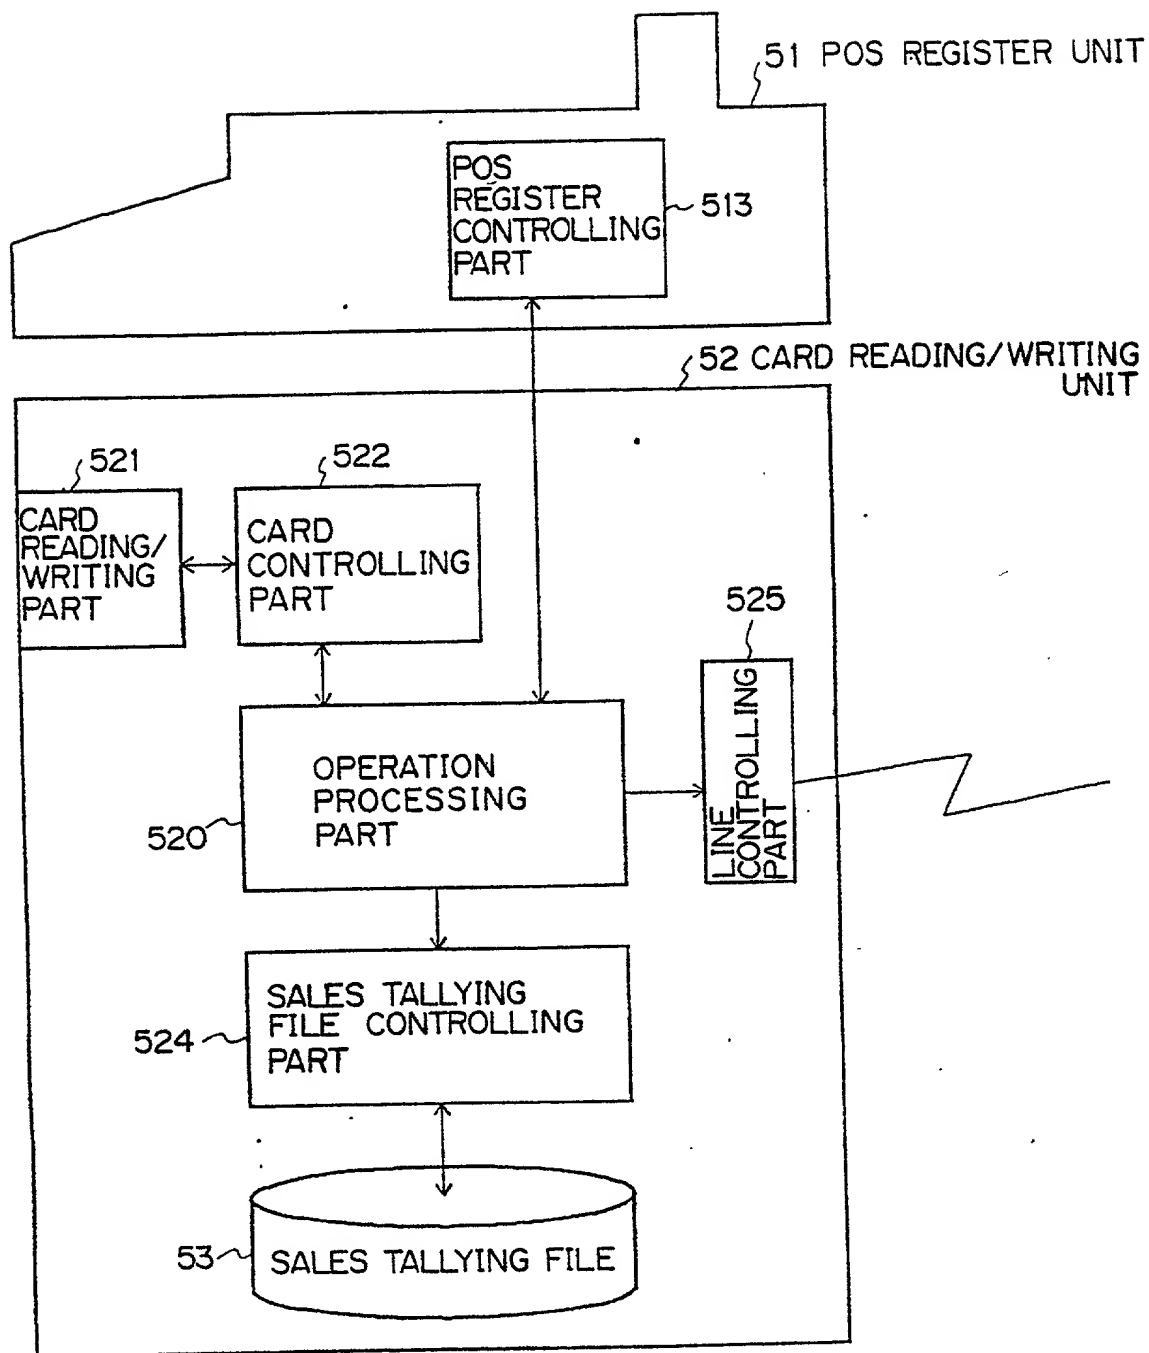 51 POS REGISTER UNIT
POS
REGISTER
CONTROLLING
PART
513
52 CARD READING/WRITING
UNIT
521
CARD
READING/
WRITING
PART
522
CARD
CONTROLLING
PART
525
LINE
CONTROLLING
PART
OPERATION
PROCESSING
PART
520
SALES TALLYING
FILE CONTROLLING
PART
524
53
SALES TALLYING FILE